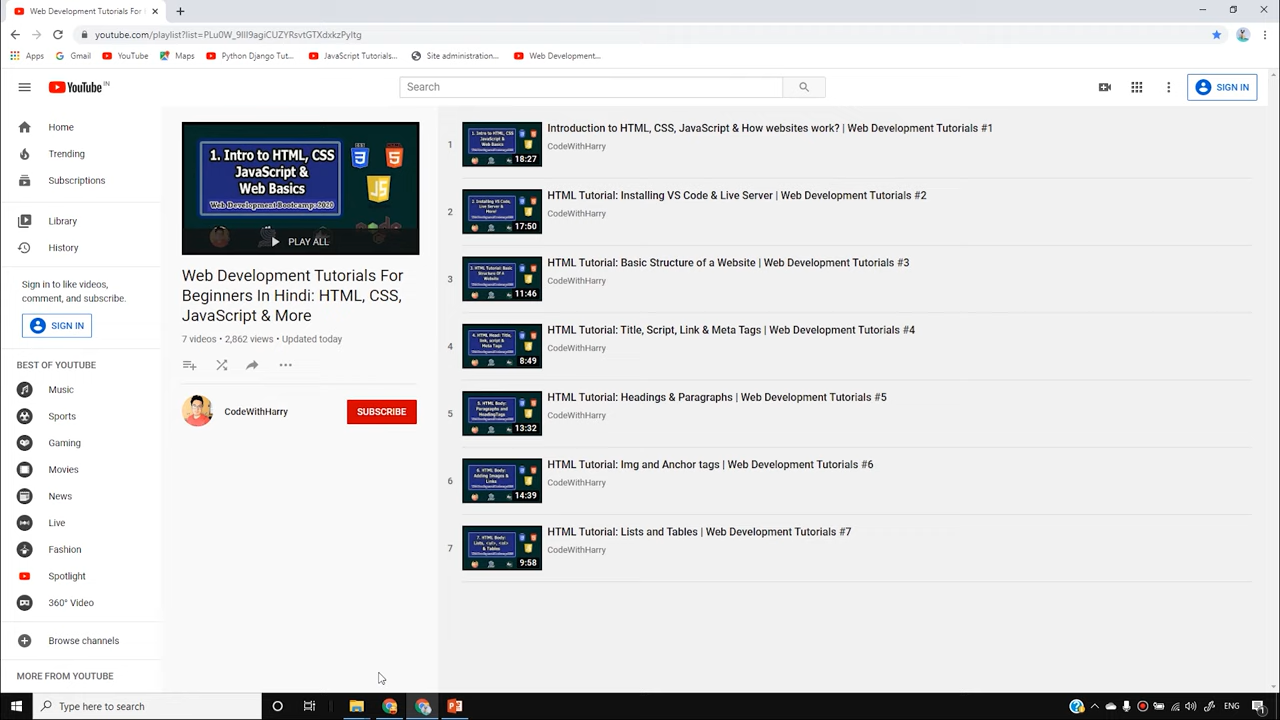 Web Development Tutorials For
youtube.com/playlist?list=PLu0W_9lII9agiCUZYRsvtGTXdxkzPyItg
Apps Gmail YouTube Maps Python Django Tut... JavaScript Tutorials... Site administration... Web Development...
YouTube IN
Search
SIGN IN
Home
Trending
Subscriptions
Library
History
Sign in to like videos,
comment, and subscribe.
SIGN IN
BEST OF YOUTUBE
Music
Sports
Gaming
Movies
News
Live
Fashion
Spotlight
360° Video
Browse channels
MORE FROM YOUTUBE
1. Intro to HTML, CSS
JavaScript &
Web Basics
Web Development Bootcamp 2020
PLAY ALL
Web Development Tutorials For
Beginners In Hindi: HTML, CSS,
JavaScript & More
7 videos • 2,862 views • Updated today
CodeWithHarry
SUBSCRIBE
1
18:27
Introduction to HTML, CSS, JavaScript & How websites work? | Web Development Tutorials #1
CodeWithHarry
2
17:50
HTML Tutorial: Installing VS Code & Live Server | Web Development Tutorials #2
CodeWithHarry
3
11:46
HTML Tutorial: Basic Structure of a Website | Web Development Tutorials #3
CodeWithHarry
4
8:49
HTML Tutorial: Title, Script, Link & Meta Tags | Web Development Tutorials #4
CodeWithHarry
5
13:32
HTML Tutorial: Headings & Paragraphs | Web Development Tutorials #5
CodeWithHarry
6
14:39
HTML Tutorial: Img and Anchor tags | Web Development Tutorials #6
CodeWithHarry
7
9:58
HTML Tutorial: Lists and Tables | Web Development Tutorials #7
CodeWithHarry
Type here to search
ENG